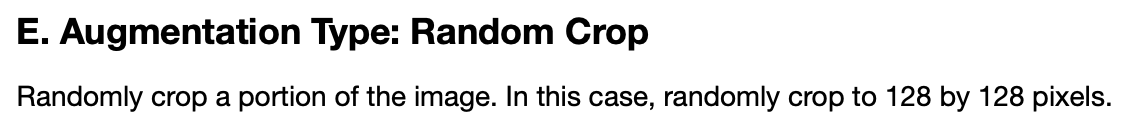 E. Augmentation Type: Random Crop
Randomly crop a portion of the image. In this case, randomly crop to 128 by 128 pixels.